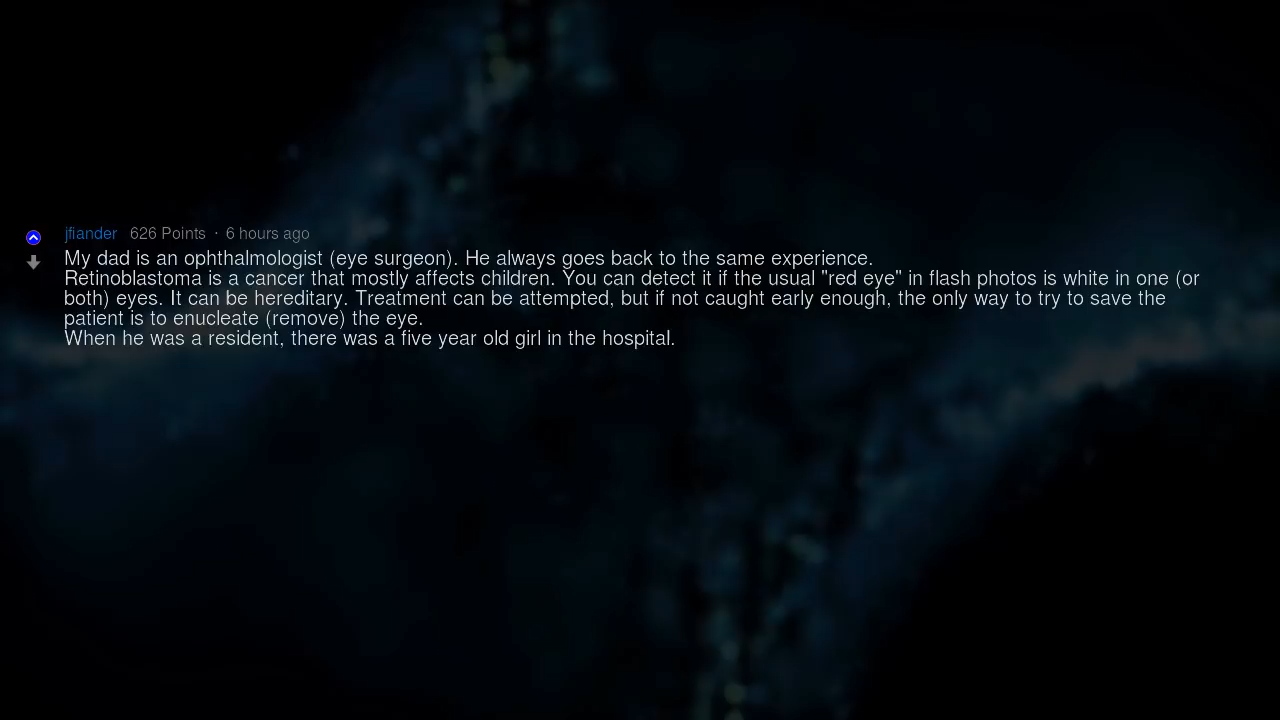 jfiander 626 Points · 6 hours ago
My dad is an ophthalmologist (eye surgeon). He always goes back to the same experience.
Retinoblastoma is a cancer that mostly affects children. You can detect it if the usual "red eye" in flash photos is white in one (or
both) eyes. It can be hereditary. Treatment can be attempted, but if not caught early enough, the only way to try to save the
patient is to enucleate (remove) the eye.
When he was a resident, there was a five year old girl in the hospital.